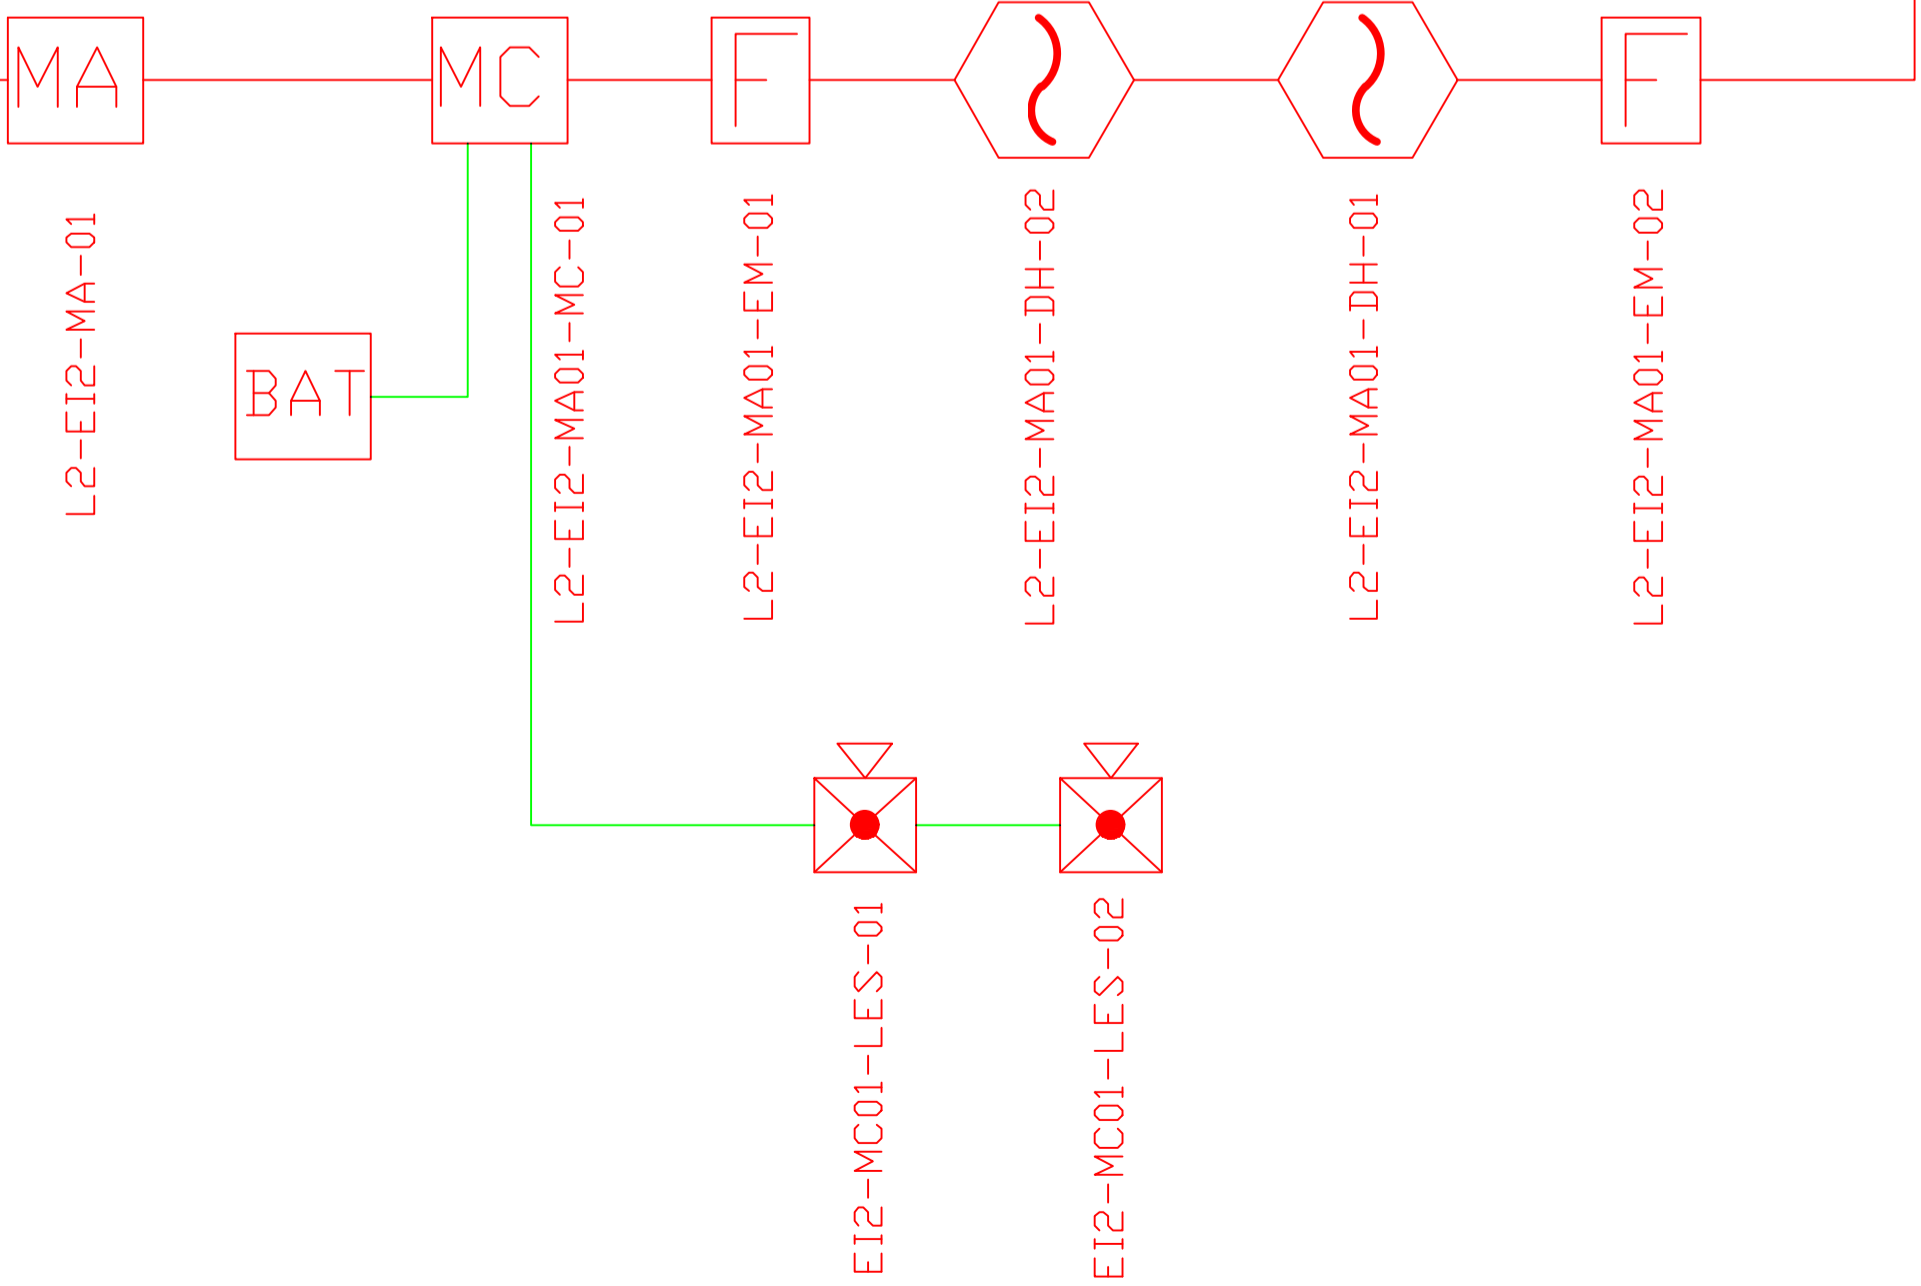 MA
MC
F
F
BAT
L2-EI2-MA-01
L2-EI2-MA01-MC-01
L2-EI2-MA01-EM-01
L2-EI2-MA01-DH-02
L2-EI2-MA01-DH-01
L2-EI2-MA01-EM-02
EI2-MC01-LES-01
EI2-MC01-LES-02